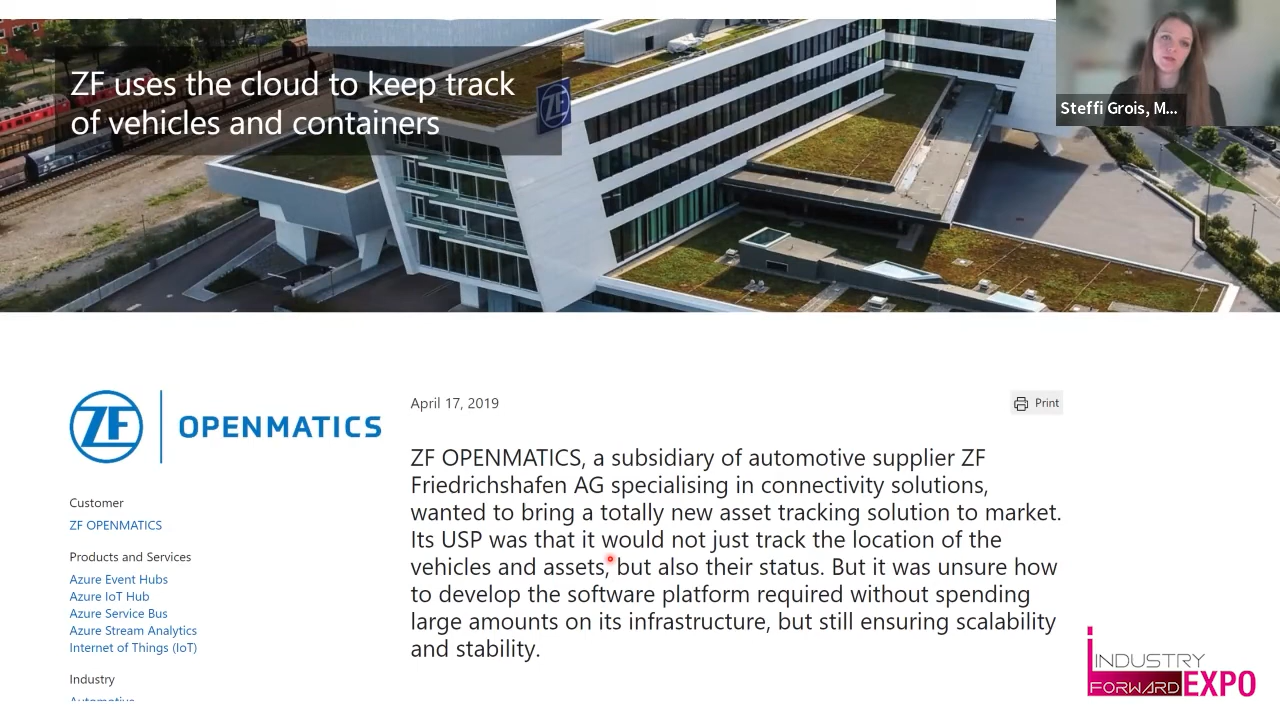 ZF uses the cloud to keep track
of vehicles and containers
ZF
Steffi Grois, M...
ZF
OPENMATICS
April 17, 2019
Print
Customer
ZF OPENMATICS
Products and Services
Azure Event Hubs
Azure IoT Hub
Azure Service Bus
Azure Stream Analytics
Internet of Things (IoT)
Industry
Automotive
ZF OPENMATICS, a subsidiary of automotive supplier ZF
Friedrichshafen AG specialising in connectivity solutions,
wanted to bring a totally new asset tracking solution to market.
Its USP was that it would not just track the location of the
vehicles and assets, but also their status. But it was unsure how
to develop the software platform required without spending
large amounts on its infrastructure, but still ensuring scalability
and stability.
INDUSTRY
FORWARD EXPO